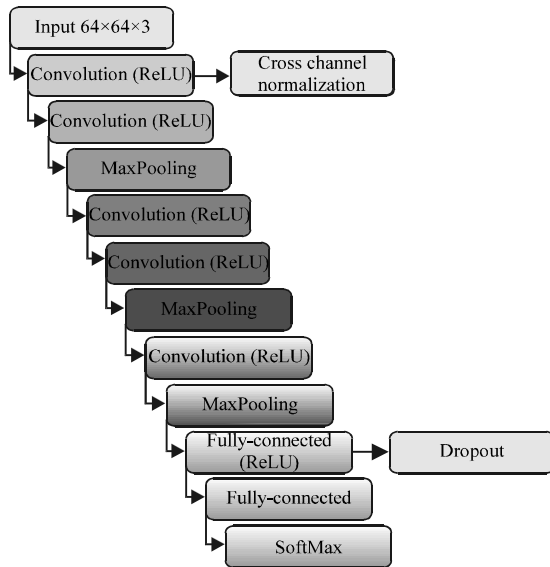 Input 64×64×3
Convolution (ReLU)
Cross channel
normalization
Convolution (ReLU)
MaxPooling
Convolution (ReLU)
Convolution (ReLU)
MaxPooling
Convolution (ReLU)
MaxPooling
Fully-connected
(ReLU)
Dropout
Fully-connected
SoftMax